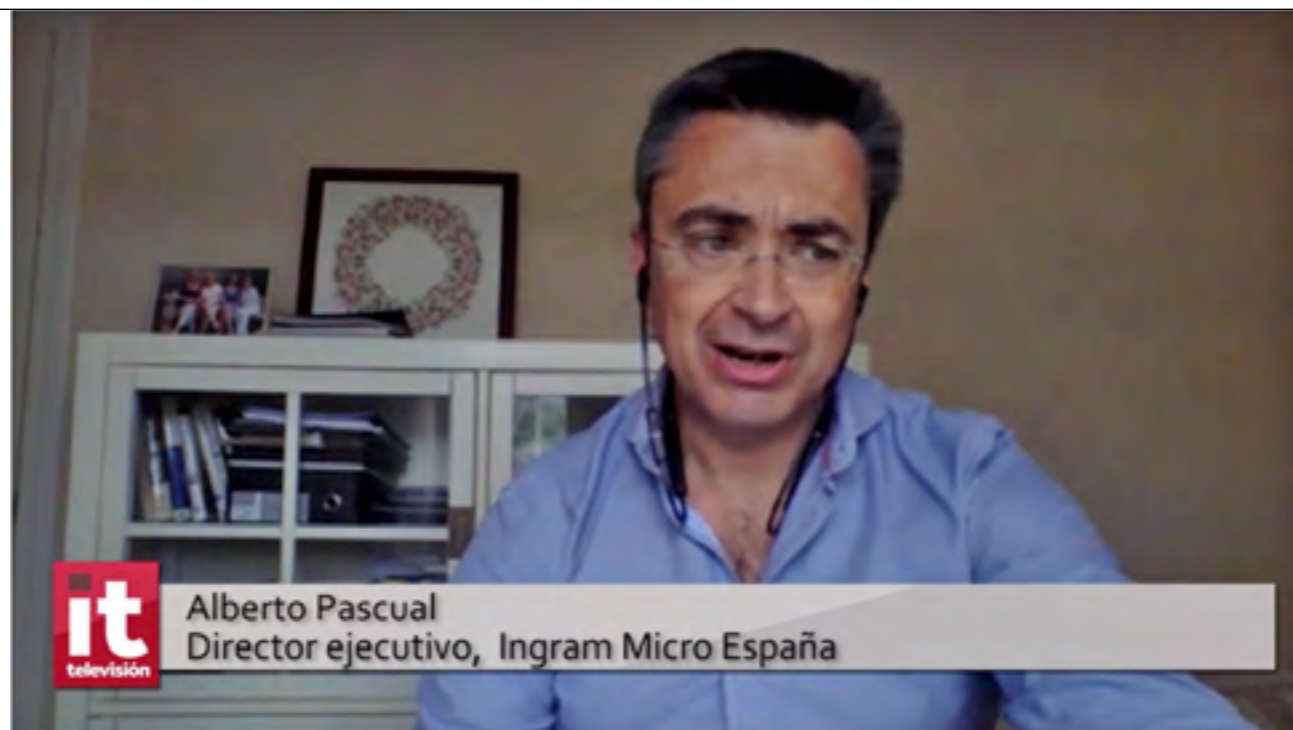 it
televisión
Alberto Pascual
Director ejecutivo, Ingram Micro España